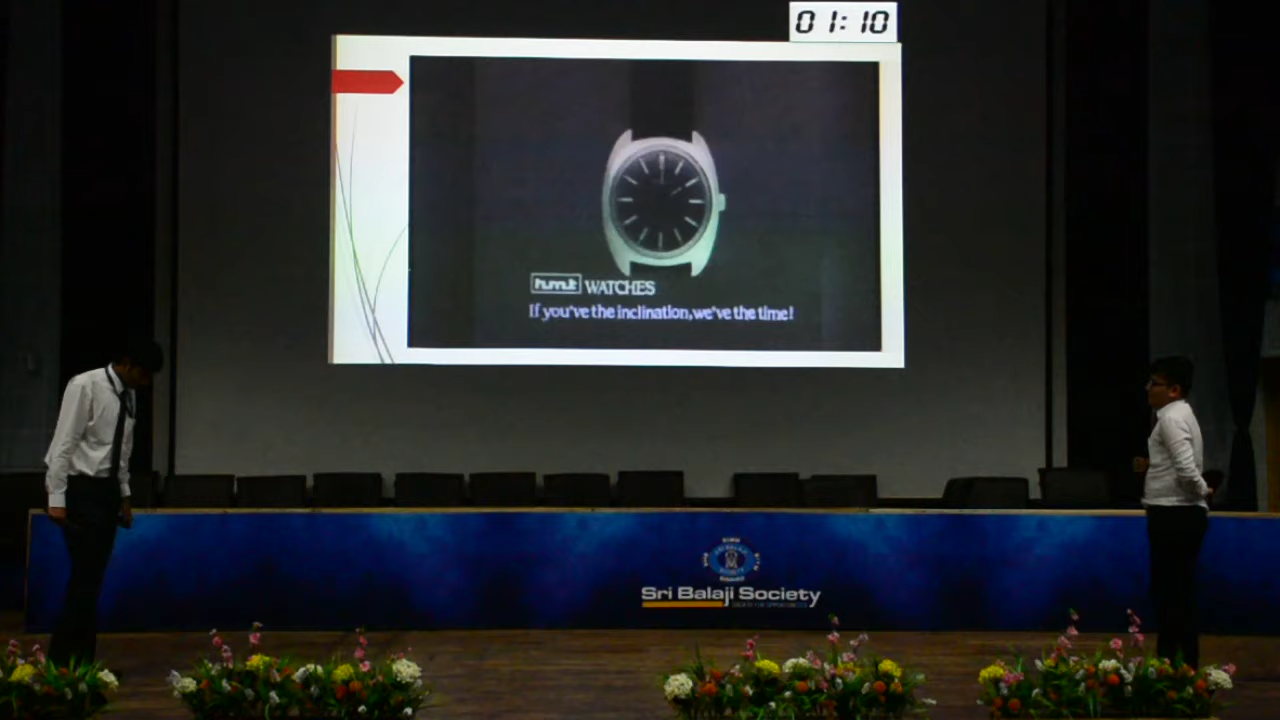 01:10
hmt WATCHES
If you've the inclination, we've the time!
Sri Balaji Society